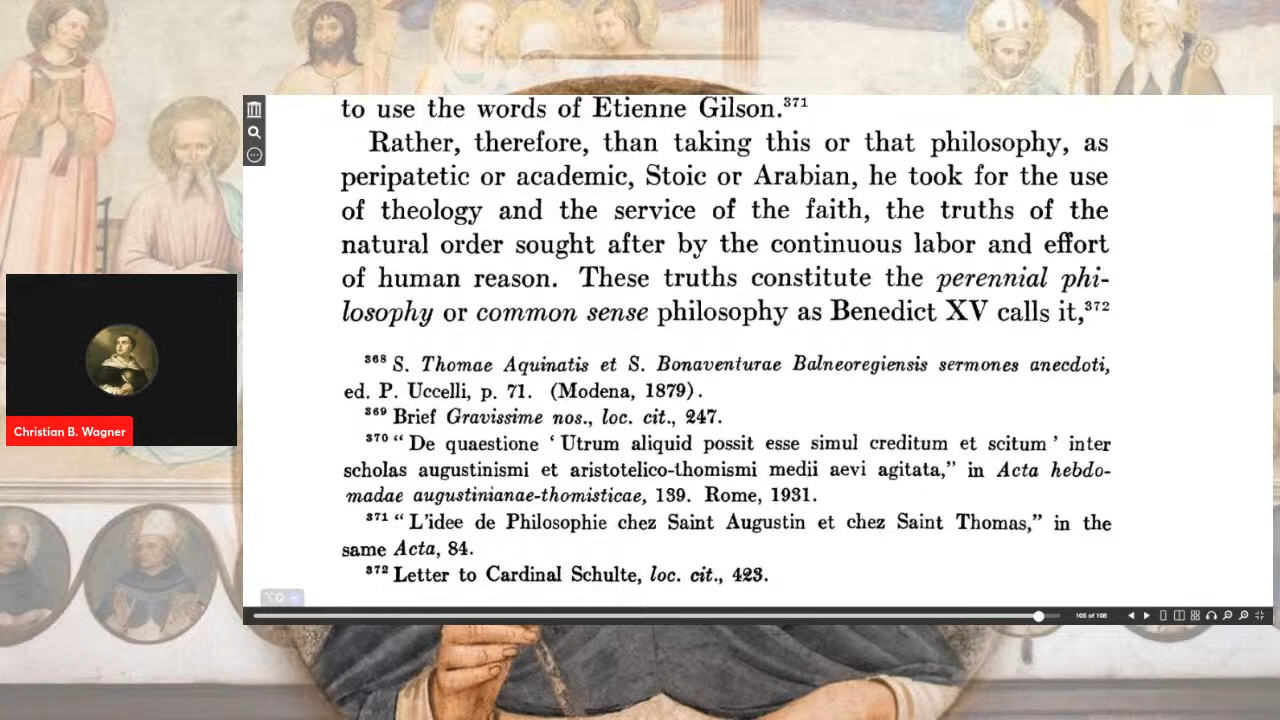 to use the words of Etienne Gilson.³⁷¹
Rather, therefore, than taking this or that philosophy, as
peripatetic or academic, Stoic or Arabian, he took for the use
of theology and the service of the faith, the truths of the
natural order sought after by the continuous labor and effort
of human reason. These truths constitute the perennial phi-
losophy or common sense philosophy as Benedict XV calls it,³⁷²
³⁶⁸ S. Thomae Aquinatis et S. Bonaventurae Balneoregiensis sermones anecdoti,
ed. P. Uccelli, p. 71. (Modena, 1879).
³⁶⁹ Brief Gravissime nos., loc. cit., 247.
³⁷⁰ “ De quaestione ‘ Utrum aliquid possit esse simul creditum et scitum ’ inter
scholas augustinismi et aristotelico-thomismi medii aevi agitata,” in Acta hebdo-
madae augustinianae-thomisticae, 139. Rome, 1931.
³⁷¹ “ L’idee de Philosophie chez Saint Augustin et chez Saint Thomas,” in the
same Acta, 84.
³⁷² Letter to Cardinal Schulte, loc. cit., 423.
Christian B. Wagner
105 of 108